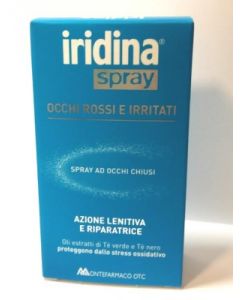 iridina®
spray
OCCHI ROSSI E IRRITATI
SPRAY AD OCCHI CHIUSI
AZIONE LENITIVA
E RIPARATRICE
Gli estratti di Tè verde e Tè nero
proteggono dallo stress ossidativo
MONTEFARMACO OTC